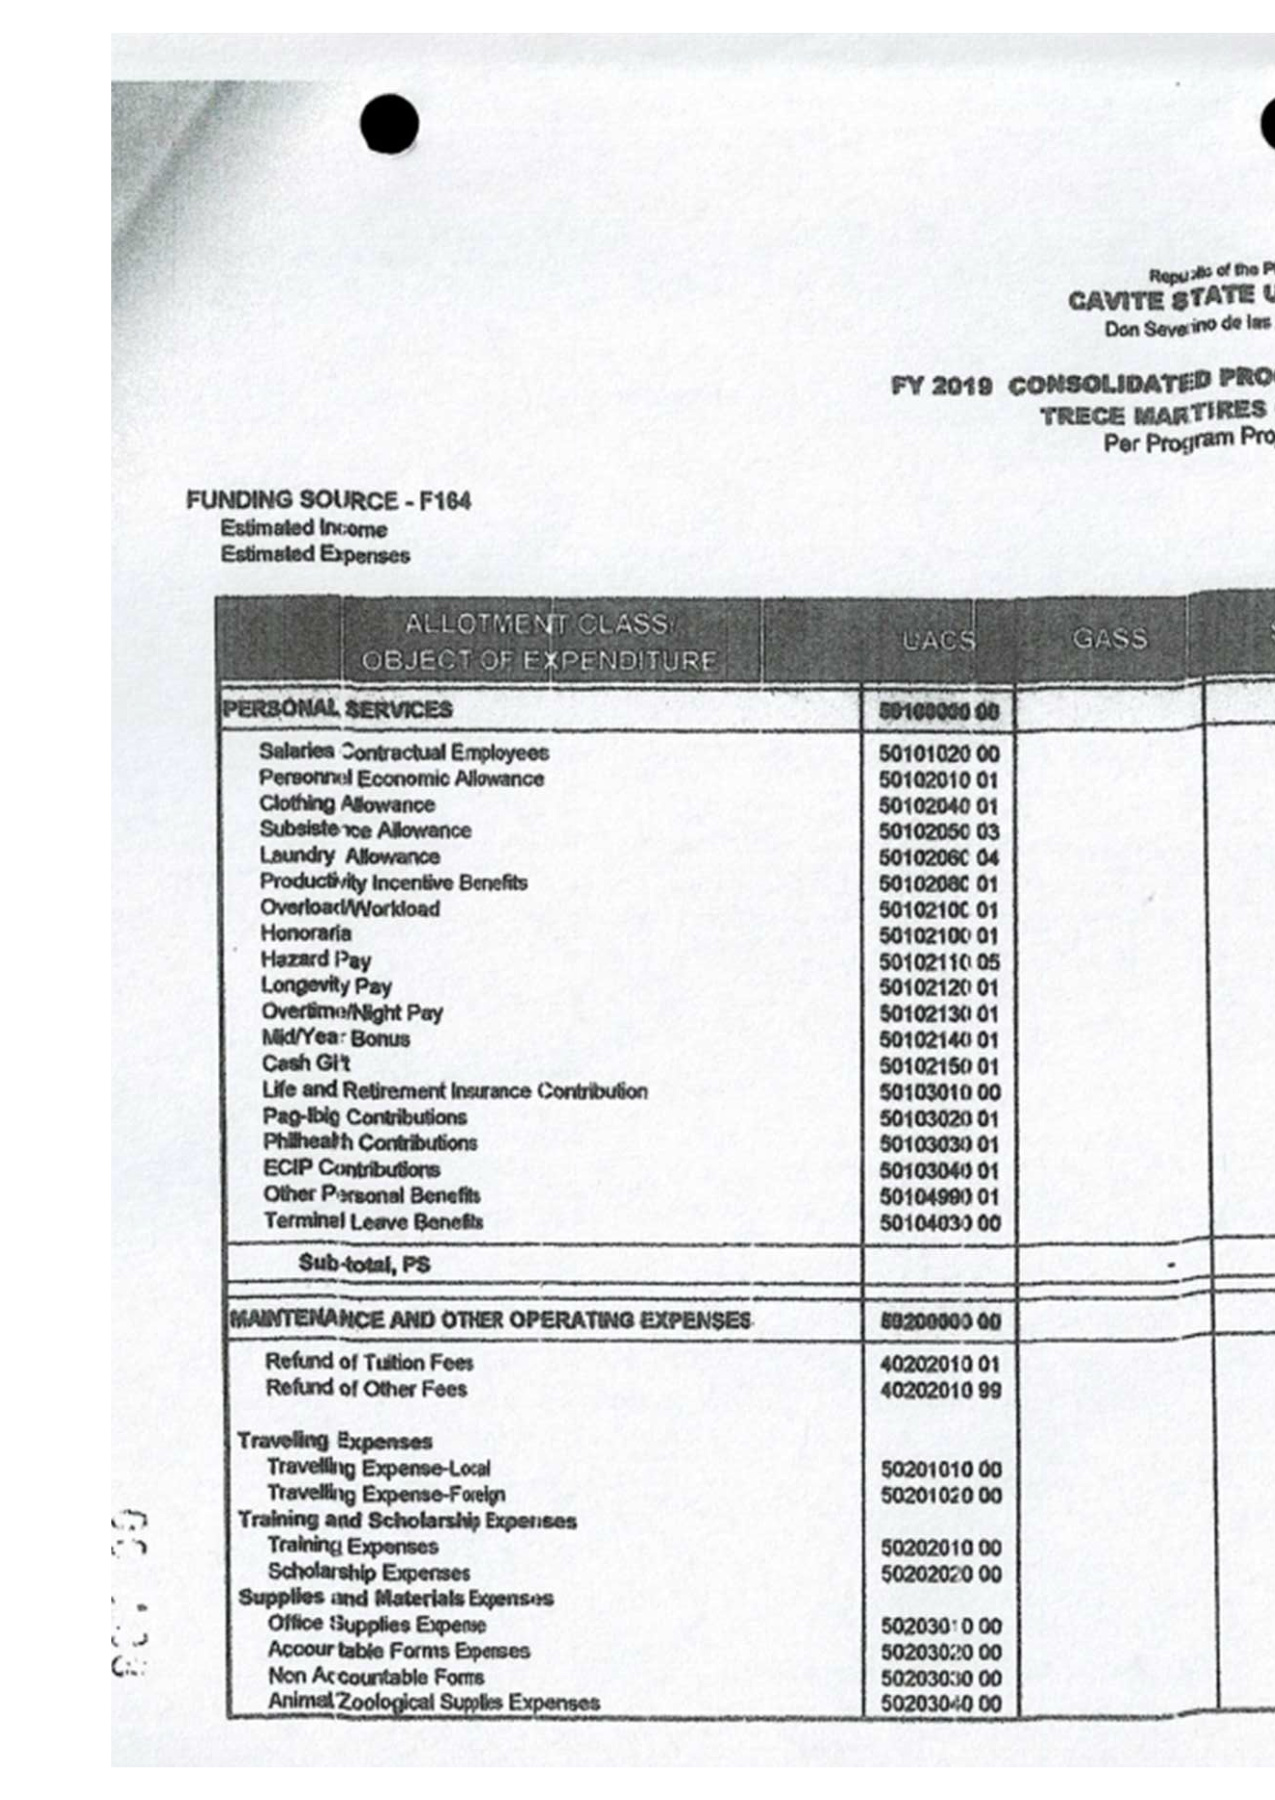 Republic of the P
CAVITE STATE U
Don Severino de las
FY 2019 CONSOLIDATED PRO
TRECE MARTIRES
Per Program Pro
FUNDING SOURCE - F164
Estimated Income
Estimated Expenses
ALLOTMENT CLASS/ UACS GASS
OBJECT OF EXPENDITURE
PERSONAL SERVICES 50100000 00
Salaries Contractual Employees 50101020 00
Personnel Economic Allowance 50102010 01
Clothing Allowance 50102040 01
Subsistence Allowance 50102050 03
Laundry Allowance 50102060 04
Productivity Incentive Benefits 50102080 01
Overload/Workload 50102100 01
Honoraria 50102100 01
Hazard Pay 50102110 05
Longevity Pay 50102120 01
Overtime/Night Pay 50102130 01
Mid/Year Bonus 50102140 01
Cash Gift 50102150 01
Life and Retirement Insurance Contribution 50103010 00
Pag-Ibig Contributions 50103020 01
Philhealth Contributions 50103030 01
ECIP Contributions 50103040 01
Other Personal Benefits 50104990 01
Terminal Leave Benefits 50104030 00
Sub-total, PS -
MAINTENANCE AND OTHER OPERATING EXPENSES 50200000 00
Refund of Tuition Fees 40202010 01
Refund of Other Fees 40202010 99
Traveling Expenses
Travelling Expense-Local 50201010 00
Travelling Expense-Foreign 50201020 00
Training and Scholarship Expenses
Training Expenses 50202010 00
Scholarship Expenses 50202020 00
Supplies and Materials Expenses
Office Supplies Expense 50203010 00
Accountable Forms Expenses 50203020 00
Non Accountable Forms 50203030 00
Animal/Zoological Supplies Expenses 50203040 00